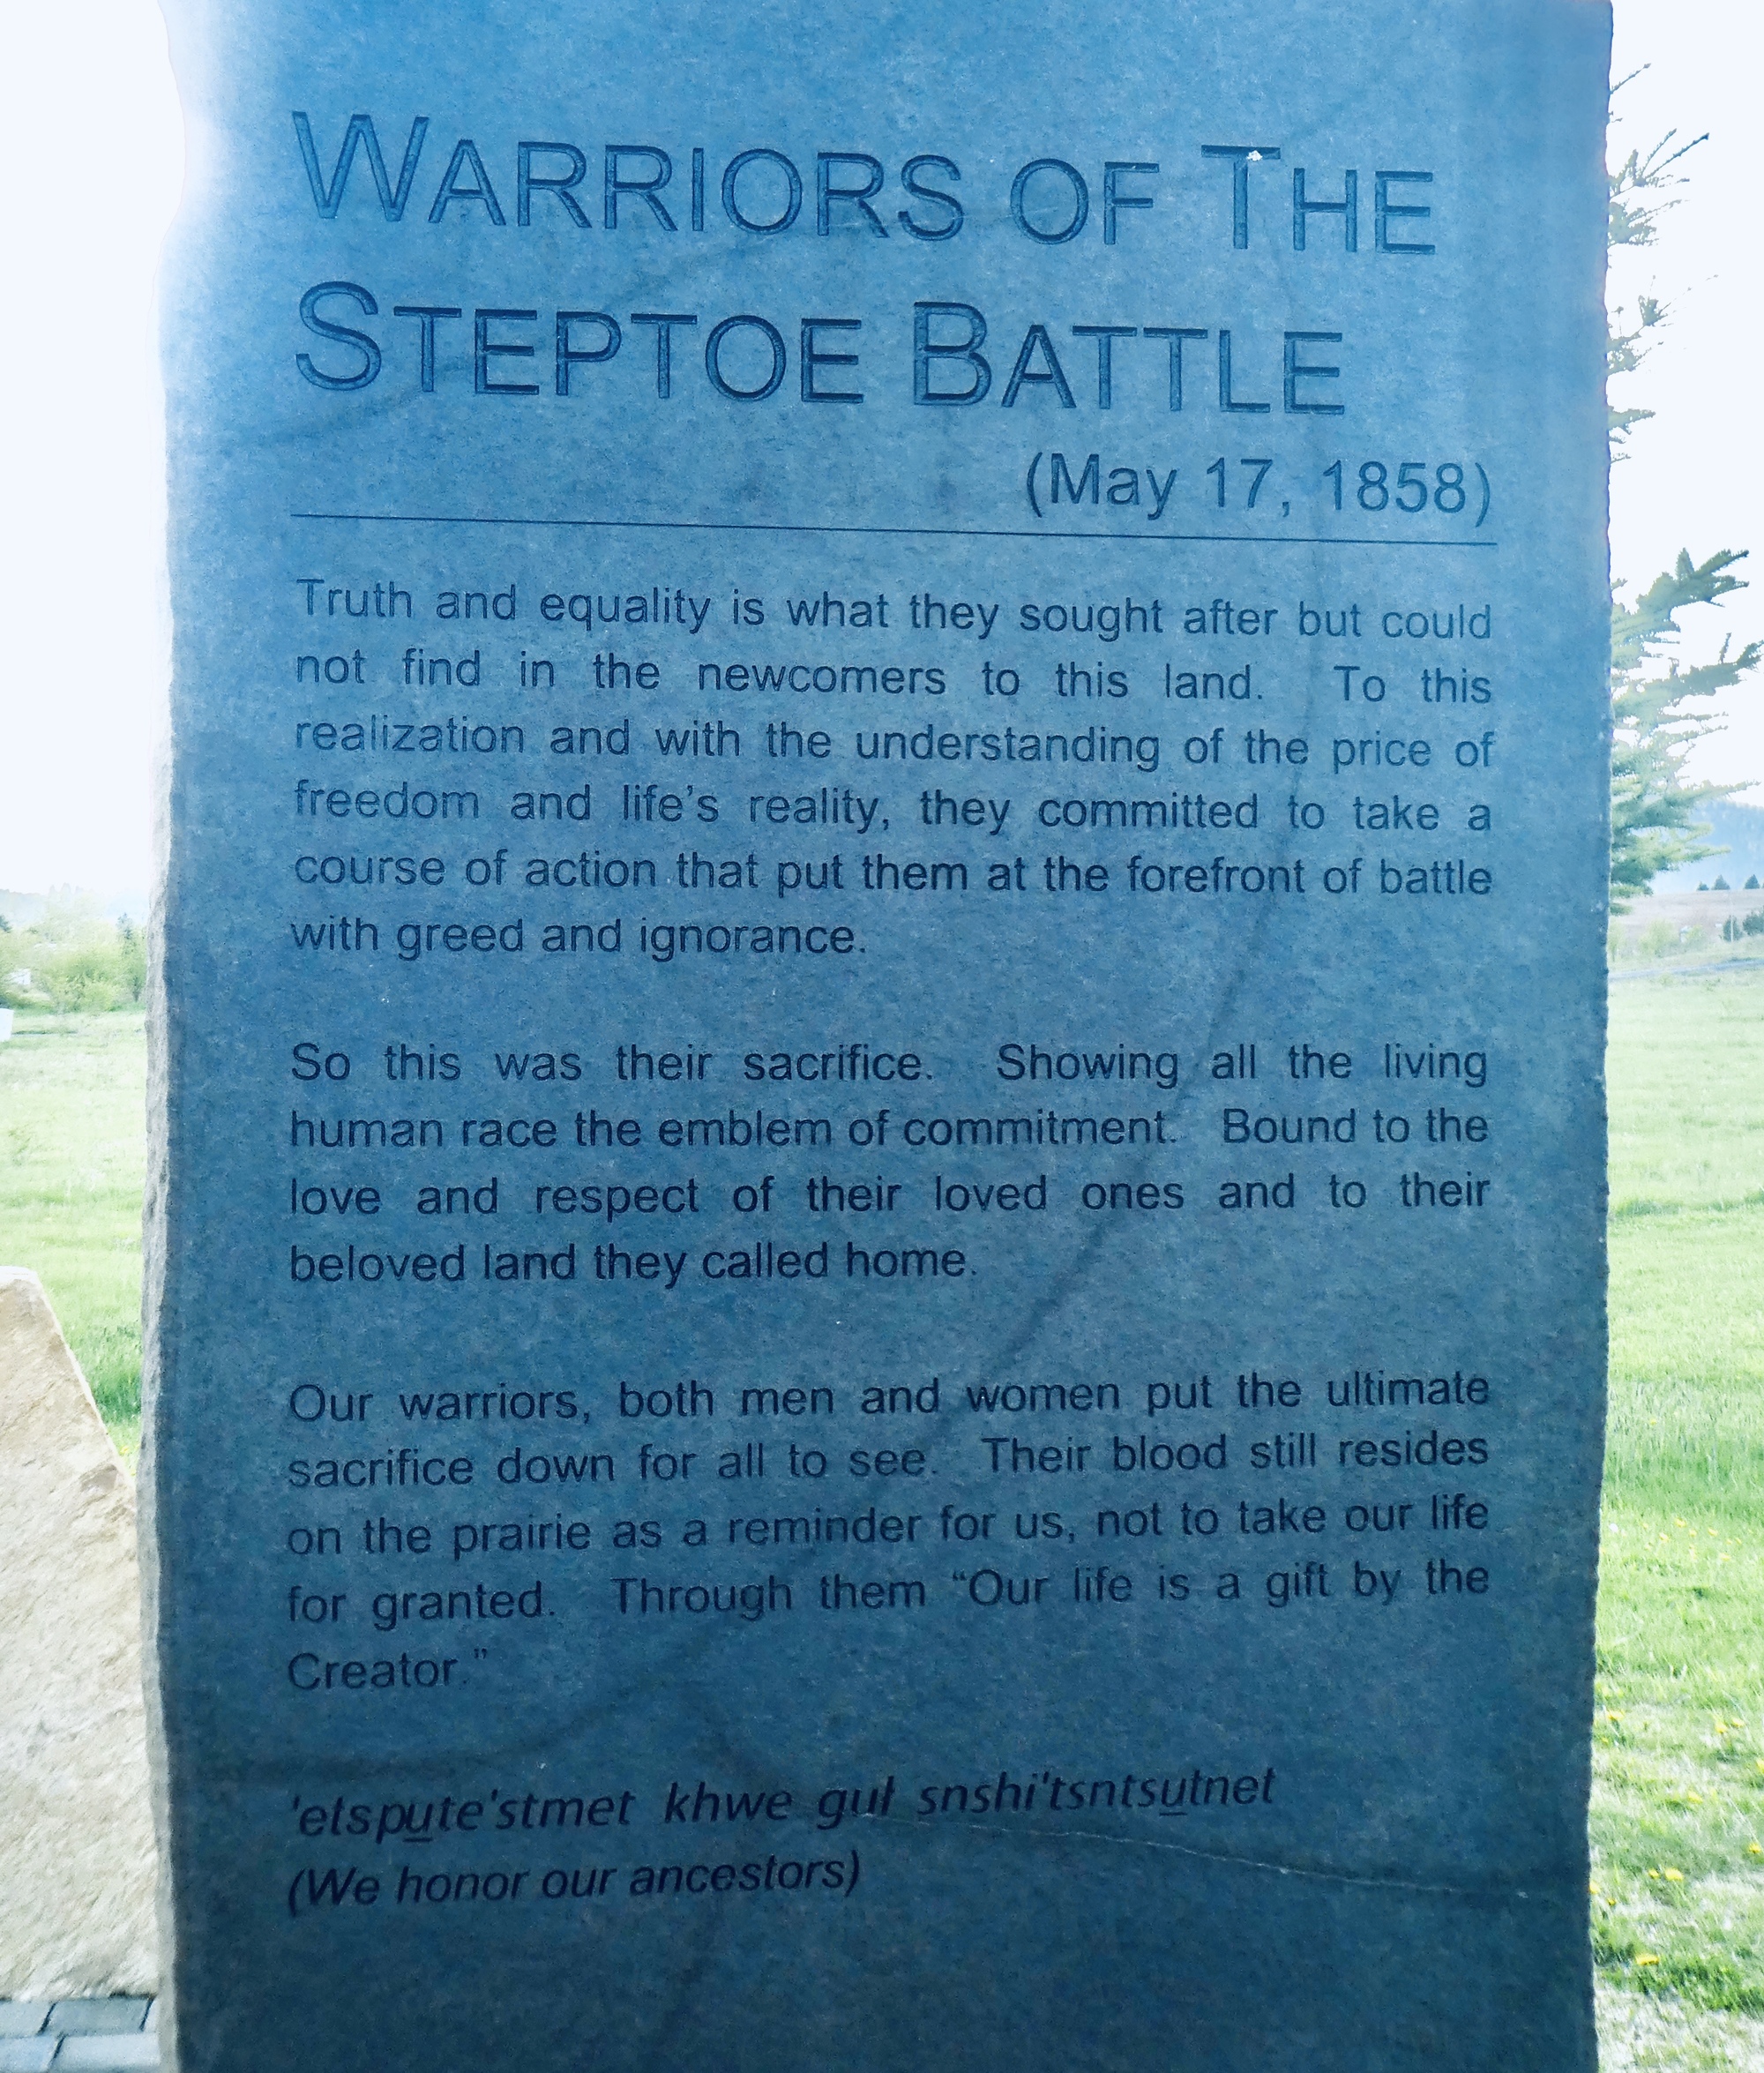 WARRIORS OF THE
STEPTOE BATTLE
(May 17, 1858)
Truth and equality is what they sought after but could
not find in the newcomers to this land. To this
realization and with the understanding of the price of
freedom and life's reality, they committed to take a
course of action that put them at the forefront of battle
with greed and ignorance.
So this was their sacrifice. Showing all the living
human race the emblem of commitment. Bound to the
love and respect of their loved ones and to their
beloved land they called home.
Our warriors, both men and women put the ultimate
sacrifice down for all to see. Their blood still resides
on the prairie as a reminder for us, not to take our life
for granted. Through them “Our life is a gift by the
Creator.”
'etspu̲te'stmet khwe guł snshi'tsntsu̲tnet
(We honor our ancestors)